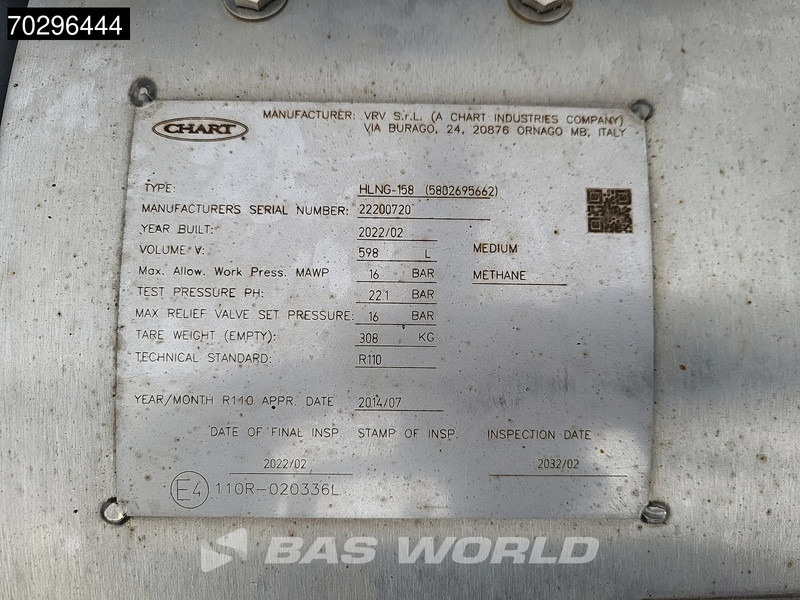 70296444
CHART
MANUFACTURER: VRV S.r.L. (A CHART INDUSTRIES COMPANY)
VIA BURAGO, 24, 20876 ORNAGO MB, ITALY
TYPE: HLNG-158 (5802695662)
MANUFACTURERS SERIAL NUMBER: 22200720
YEAR BUILT: 2022/02
VOLUME V: 598 L MEDIUM
Max. Allow. Work Press. MAWP 16 BAR METHANE
TEST PRESSURE PH: 22.1 BAR
MAX RELIEF VALVE SET PRESSURE: 16 BAR
TARE WEIGHT (EMPTY): 308 KG
TECHNICAL STANDARD: R110
YEAR/MONTH R110 APPR. DATE 2014/07
DATE OF FINAL INSP. STAMP OF INSP. INSPECTION DATE
2022/02 2032/02
E4 110R-020336L
BAS WORLD